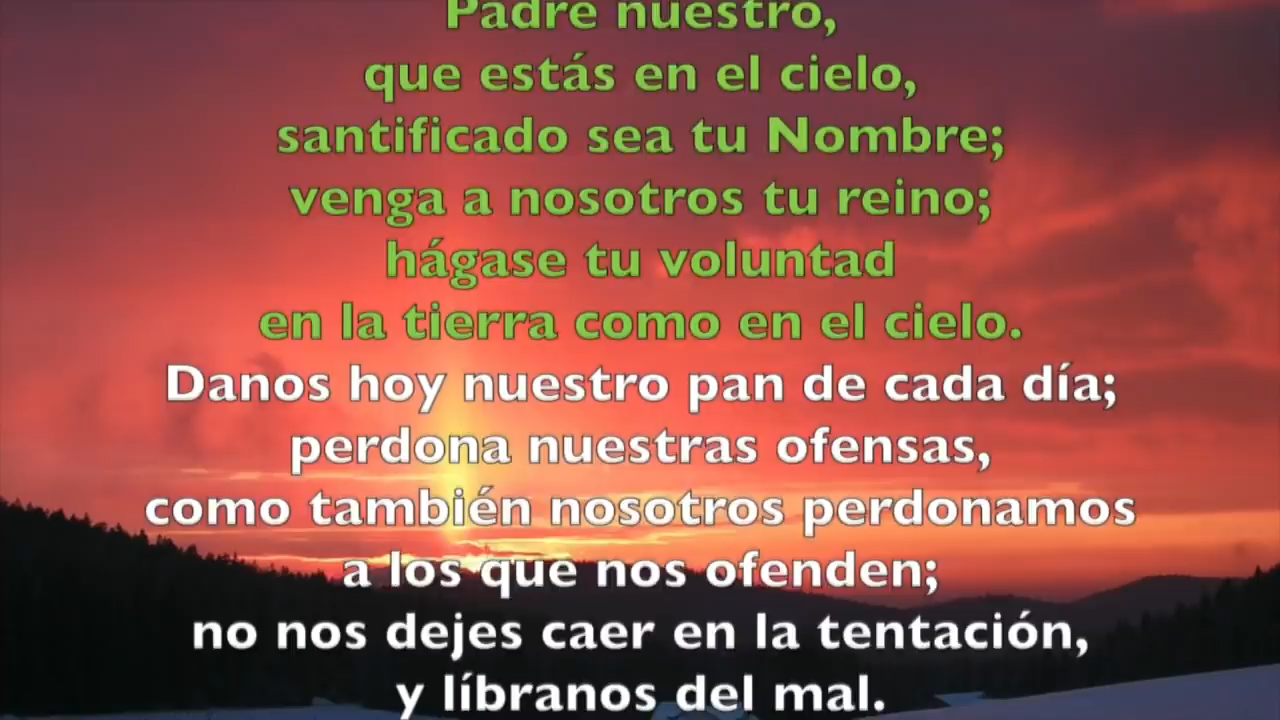 Padre nuestro,
que estás en el cielo,
santificado sea tu Nombre;
venga a nosotros tu reino;
hágase tu voluntad
en la tierra como en el cielo.
Danos hoy nuestro pan de cada día;
perdona nuestras ofensas,
como también nosotros perdonamos
a los que nos ofenden;
no nos dejes caer en la tentación,
y líbranos del mal.